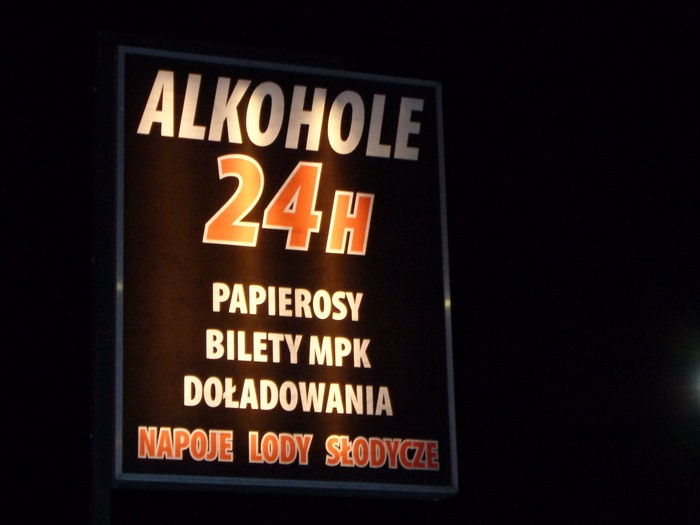 ALKOHOLE
24H
PAPIEROSY
BILETY MPK
DOŁADOWANIA
NAPOJE LODY SŁODYCZE